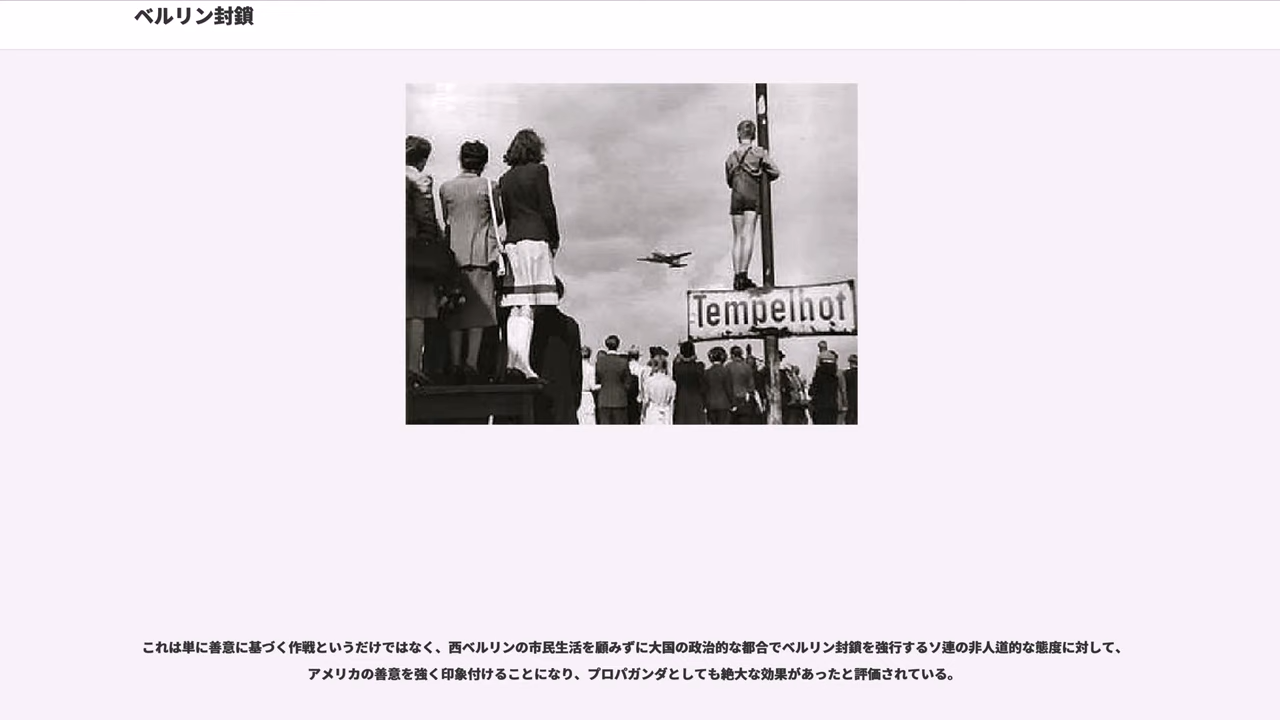 ベルリン封鎖
Tempelhof
これは単に善意に基づく作戦というだけではなく、西ベルリンの市民生活を顧みずに大国の政治的な都合でベルリン封鎖を強行するソ連の非人道的な態度に対して、
アメリカの善意を強く印象付けることになり、プロパガンダとしても絶大な効果があったと評価されている。